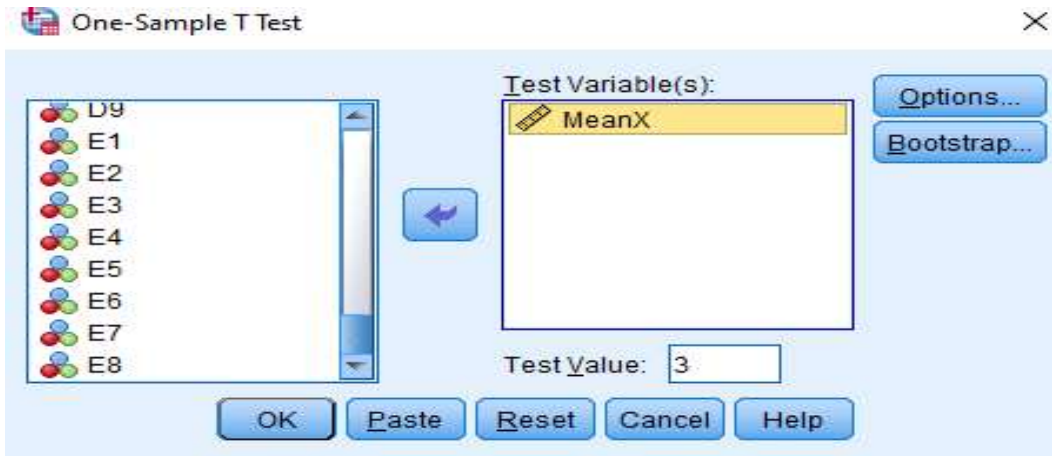 One-Sample T Test
D9
E1
E2
E3
E4
E5
E6
E7
E8
Test Variable(s):
MeanX
Test Value: 3
Options...
Bootstrap...
OK Paste Reset Cancel Help